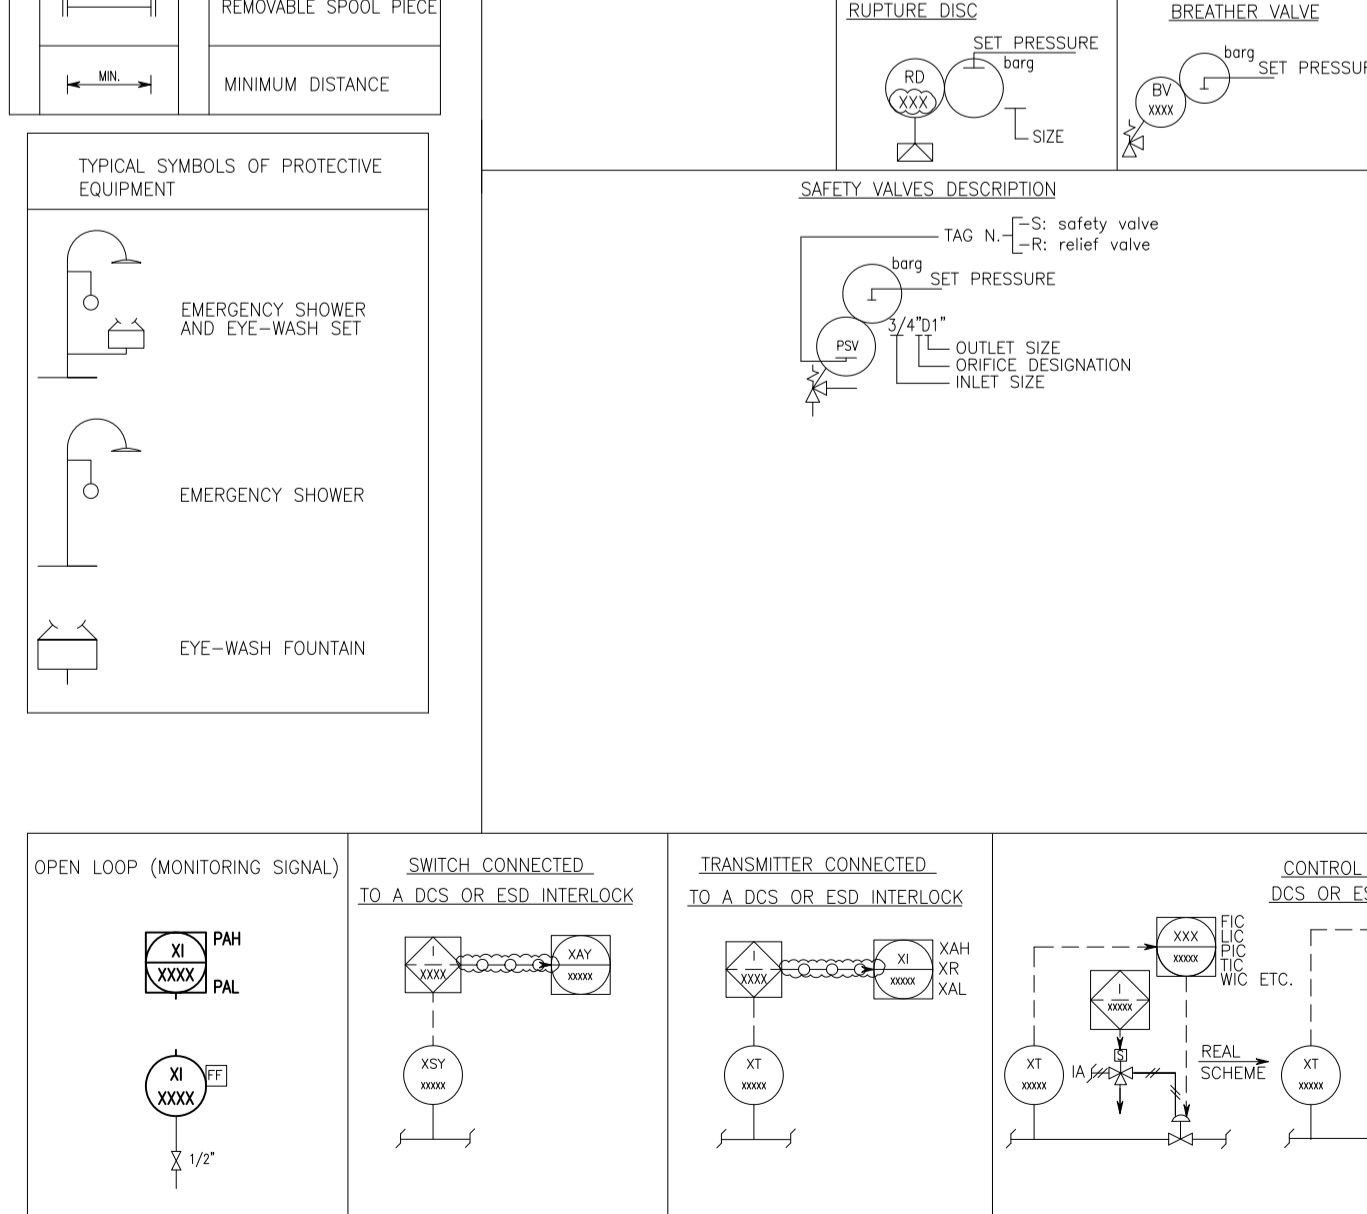 REMOVABLE SPOOL PIECE
MIN.
MINIMUM DISTANCE
TYPICAL SYMBOLS OF PROTECTIVE
EQUIPMENT
EMERGENCY SHOWER
AND EYE-WASH SET
EMERGENCY SHOWER
EYE-WASH FOUNTAIN
RUPTURE DISC
SET PRESSURE
barg
RD
XXX
SIZE
BREATHER VALVE
barg
SET PRESSUR
BV
XXXX
SAFETY VALVES DESCRIPTION
TAG N.
-S: safety valve
-R: relief valve
barg
SET PRESSURE
3/4"D1"
PSV
OUTLET SIZE
ORIFICE DESIGNATION
INLET SIZE
OPEN LOOP (MONITORING SIGNAL)
PAH
XI
XXXX
PAL
XI
XXXX
FF
1/2"
SWITCH CONNECTED
TO A DCS OR ESD INTERLOCK
I
XXXX
XAY
XXXXX
XSY
XXXXX
TRANSMITTER CONNECTED
TO A DCS OR ESD INTERLOCK
I
XXXX
XI
XXXXX
XAH
XR
XAL
XT
XXXXX
CONTROL
DCS OR ES
XXX
XXXXX
FIC
LIC
PIC
TIC
WIC ETC.
I
XXXXX
S
IA
XT
XXXXX
REAL
SCHEME
XT
XXXXX